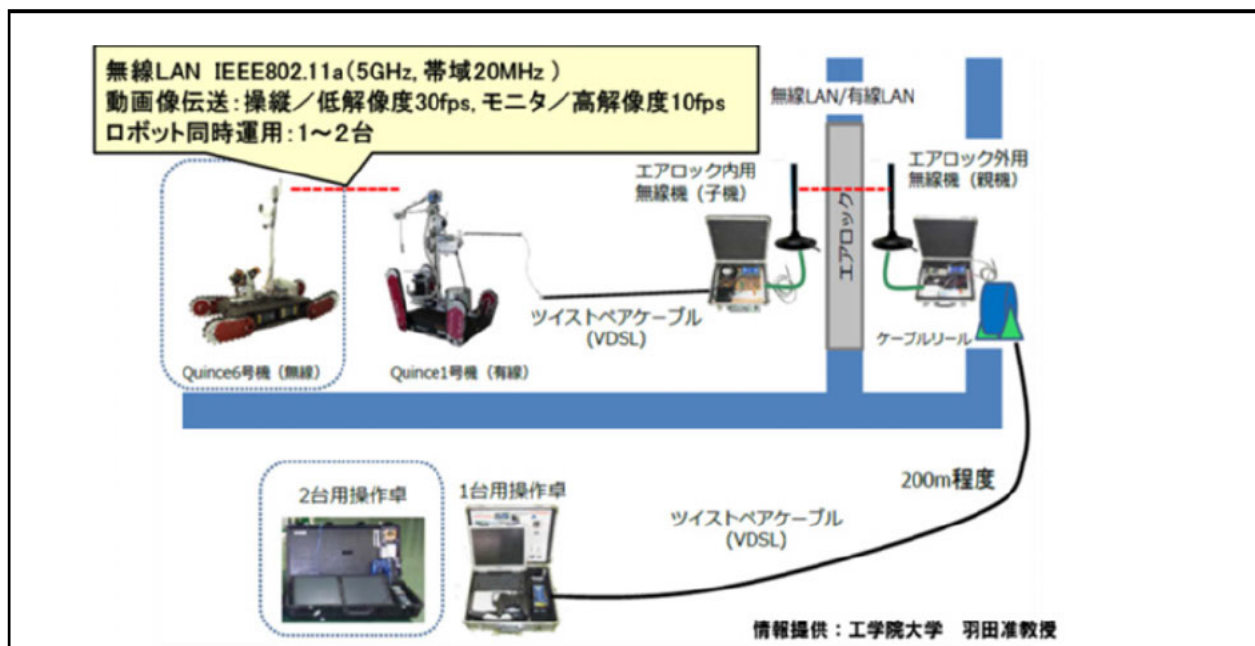 無線LAN IEEE802.11a(5GHz, 帯域20MHz )
動画像伝送:操縦/低解像度30fps, モニタ/高解像度10fps
ロボット同時運用:1~2台
無線LAN/有線LAN
エアロック内用
無線機(子機)
エアロック外用
無線機(親機)
エアロック
ツイストペアケーブル
(VDSL)
ケーブルリール
Quince6号機(無線)
Quince1号機(有線)
2台用操作卓
1台用操作卓
200m程度
ツイストペアケーブル
(VDSL)
情報提供:工学院大学 羽田准教授